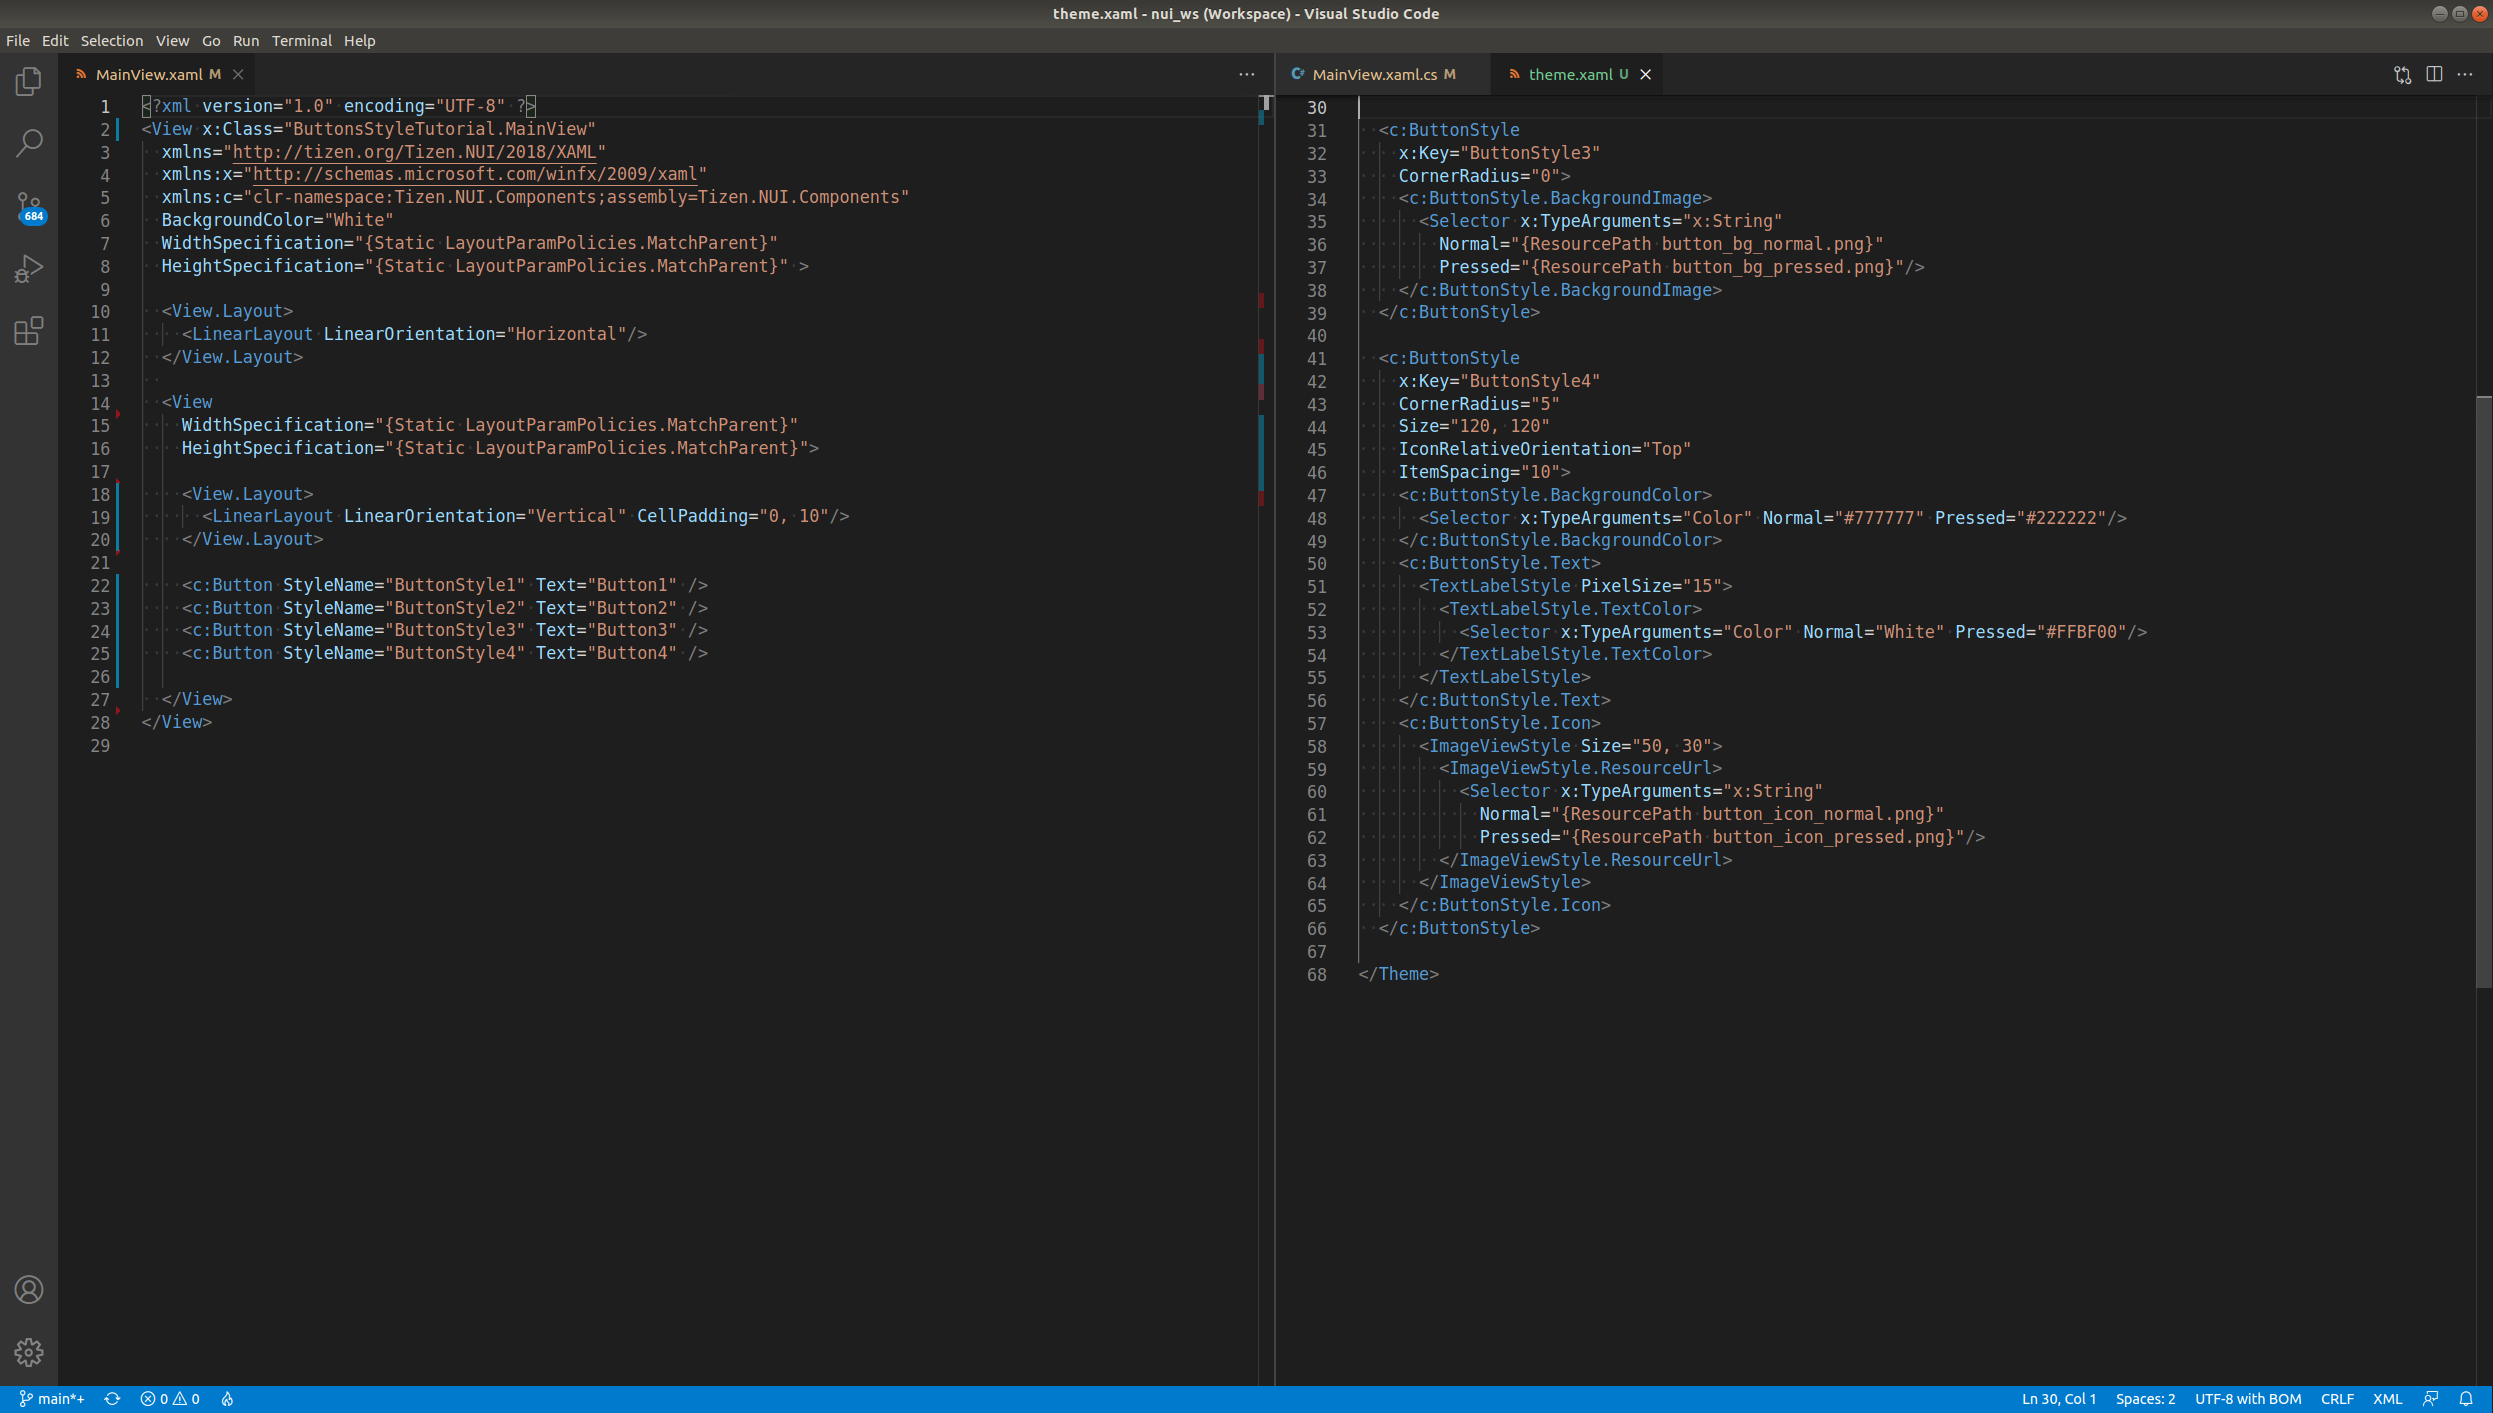 theme.xaml - nui_ws (Workspace) - Visual Studio Code
File Edit Selection View Go Run Terminal Help
MainView.xaml M
684
1 <?xml version="1.0" encoding="UTF-8" ?>
2 <View x:Class="ButtonsStyleTutorial.MainView"
3 xmlns="http://tizen.org/Tizen.NUI/2018/XAML"
4 xmlns:x="http://schemas.microsoft.com/winfx/2009/xaml"
5 xmlns:c="clr-namespace:Tizen.NUI.Components;assembly=Tizen.NUI.Components"
6 BackgroundColor="White"
7 WidthSpecification="{Static LayoutParamPolicies.MatchParent}"
8 HeightSpecification="{Static LayoutParamPolicies.MatchParent}" >
9
10 <View.Layout>
11 <LinearLayout LinearOrientation="Horizontal"/>
12 </View.Layout>
13
14 <View
15 WidthSpecification="{Static LayoutParamPolicies.MatchParent}"
16 HeightSpecification="{Static LayoutParamPolicies.MatchParent}">
17
18 <View.Layout>
19 <LinearLayout LinearOrientation="Vertical" CellPadding="0, 10"/>
20 </View.Layout>
21
22 <c:Button StyleName="ButtonStyle1" Text="Button1" />
23 <c:Button StyleName="ButtonStyle2" Text="Button2" />
24 <c:Button StyleName="ButtonStyle3" Text="Button3" />
25 <c:Button StyleName="ButtonStyle4" Text="Button4" />
26
27 </View>
28 </View>
29
MainView.xaml.cs M theme.xaml U
30
31 <c:ButtonStyle
32 x:Key="ButtonStyle3"
33 CornerRadius="0">
34 <c:ButtonStyle.BackgroundImage>
35 <Selector x:TypeArguments="x:String"
36 Normal="{ResourcePath button_bg_normal.png}"
37 Pressed="{ResourcePath button_bg_pressed.png}"/>
38 </c:ButtonStyle.BackgroundImage>
39 </c:ButtonStyle>
40
41 <c:ButtonStyle
42 x:Key="ButtonStyle4"
43 CornerRadius="5"
44 Size="120, 120"
45 IconRelativeOrientation="Top"
46 ItemSpacing="10">
47 <c:ButtonStyle.BackgroundColor>
48 <Selector x:TypeArguments="Color" Normal="#777777" Pressed="#222222"/>
49 </c:ButtonStyle.BackgroundColor>
50 <c:ButtonStyle.Text>
51 <TextLabelStyle PixelSize="15">
52 <TextLabelStyle.TextColor>
53 <Selector x:TypeArguments="Color" Normal="White" Pressed="#FFBF00"/>
54 </TextLabelStyle.TextColor>
55 </TextLabelStyle>
56 </c:ButtonStyle.Text>
57 <c:ButtonStyle.Icon>
58 <ImageViewStyle Size="50, 30">
59 <ImageViewStyle.ResourceUrl>
60 <Selector x:TypeArguments="x:String"
61 Normal="{ResourcePath button_icon_normal.png}"
62 Pressed="{ResourcePath button_icon_pressed.png}"/>
63 </ImageViewStyle.ResourceUrl>
64 </ImageViewStyle>
65 </c:ButtonStyle.Icon>
66 </c:ButtonStyle>
67
68 </Theme>
main*+ 0 0 Ln 30, Col 1 Spaces: 2 UTF-8 with BOM CRLF XML